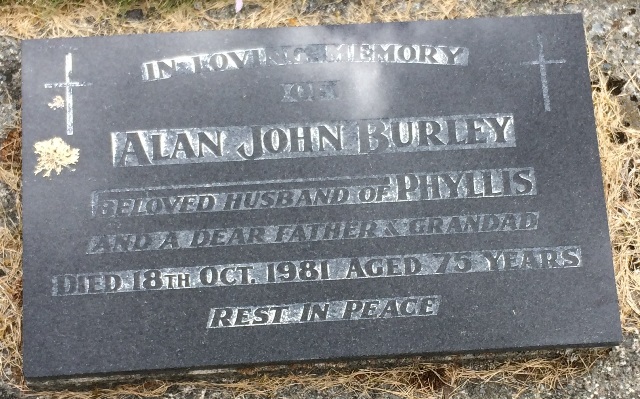 IN LOVING MEMORY
OF
ALAN JOHN BURLEY
BELOVED HUSBAND OF PHYLLIS
AND A DEAR FATHER & GRANDAD
DIED 18TH OCT. 1981 AGED 75 YEARS
REST IN PEACE